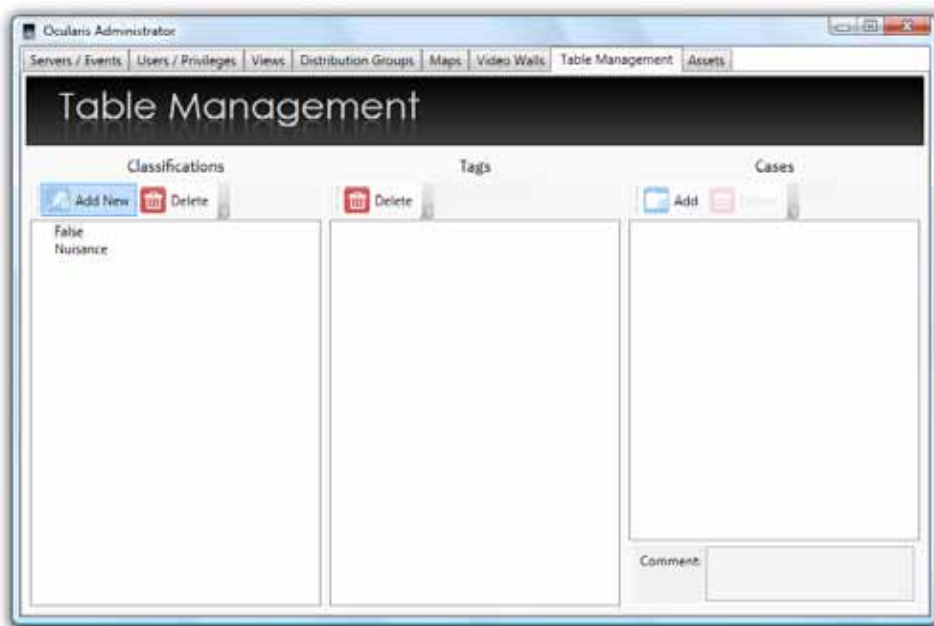 Ocularis Administrator
Servers / Events Users / Privileges Views Distribution Groups Maps Video Walls Table Management Assets
Table Management
Classifications Tags Cases
Add New Delete Delete Add Delete
False
Nuisance
Comment: